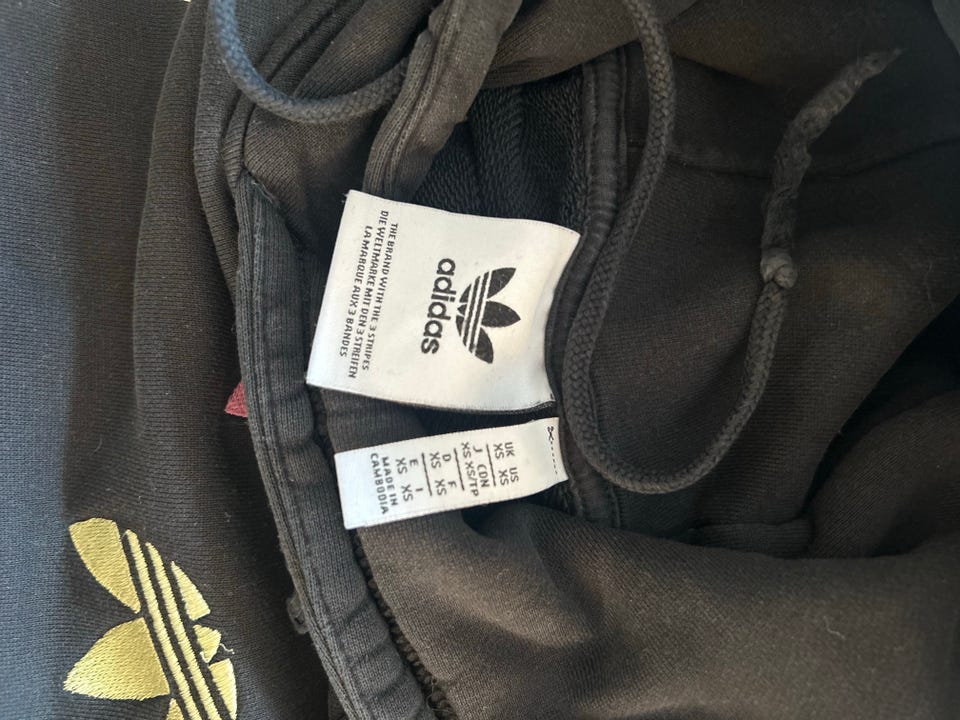 adidas
THE BRAND WITH THE 3 STRIPES
DIE WELTMARKE MIT DEN 3 STREIFEN
LA MARQUE AUX 3 BANDES
UK US
XS XS
J CDN
XS XS/TP
D F
XS XS
E I
XS XS
MADE IN
CAMBODIA